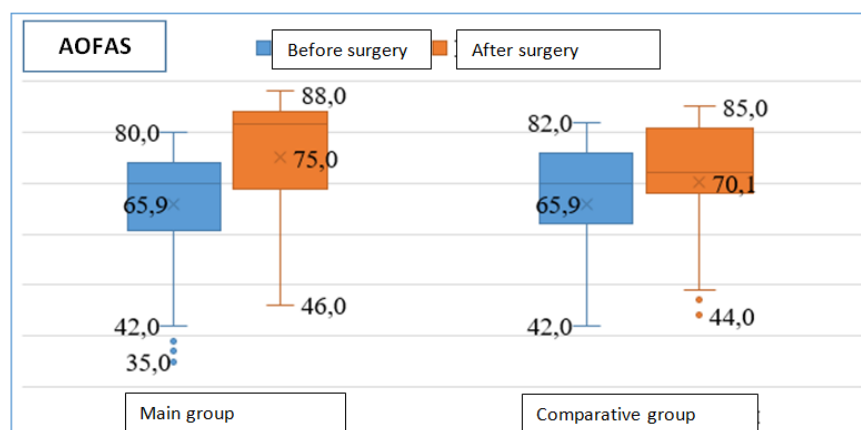 AOFAS
Before surgery
After surgery
88,0
80,0
75,0
65,9
46,0
42,0
35,0
85,0
82,0
70,1
65,9
44,0
42,0
Main group
Comparative group